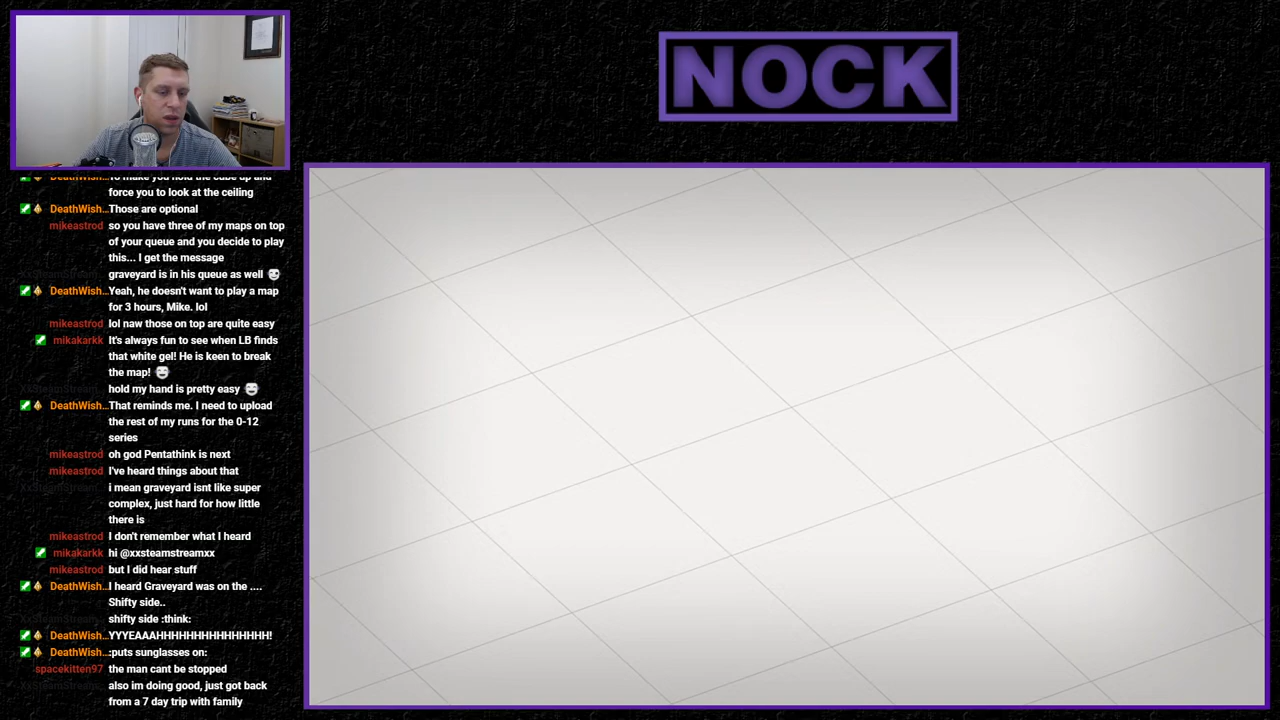 NOCK
DeathWish... To make you hold the cube up and
force you to look at the ceiling
DeathWish... Those are optional
mikeastrod so you have three of my maps on top
of your queue and you decide to play
this... I get the message
XxSteamStream... graveyard is in his queue as well
DeathWish... Yeah, he doesn't want to play a map
for 3 hours, Mike. lol
mikeastrod lol naw those on top are quite easy
mikakarkk It's always fun to see when LB finds
that white gel! He is keen to break
the map!
XxSteamStream... hold my hand is pretty easy
DeathWish... That reminds me. I need to upload
the rest of my runs for the 0-12
series
mikeastrod oh god Pentathink is next
mikeastrod I've heard things about that
XxSteamStream... i mean graveyard isnt like super
complex, just hard for how little
there is
mikeastrod I don't remember what I heard
mikakarkk hi @xxsteamstreamxx
mikeastrod but I did hear stuff
DeathWish... I heard Graveyard was on the ....
Shifty side..
XxSteamStream... shifty side :think:
DeathWish... YYYEAAAHHHHHHHHHHHHHHH!
DeathWish... :puts sunglasses on:
spacekitten97 the man cant be stopped
XxSteamStream... also im doing good, just got back
from a 7 day trip with family